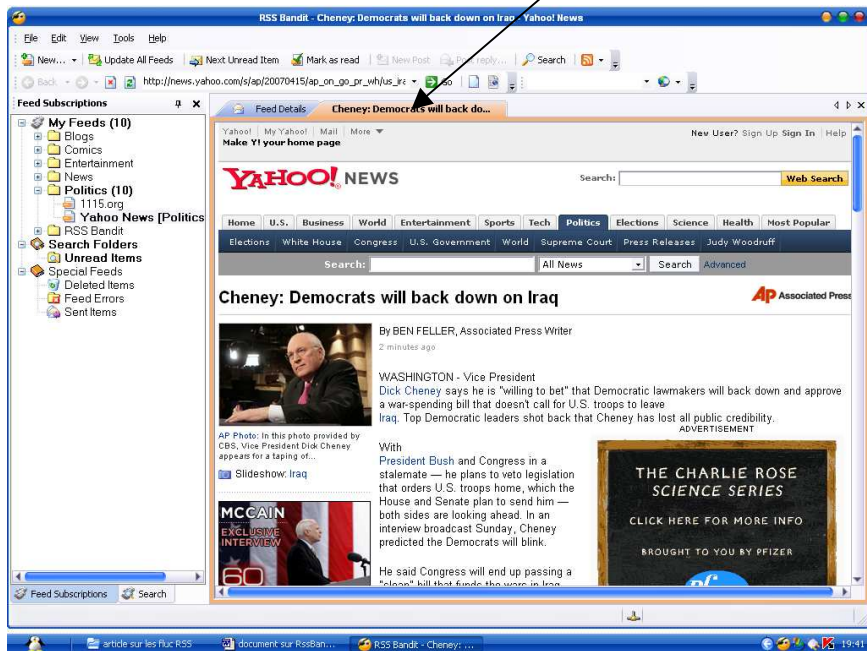 RSS Bandit - Cheney: Democrats will back down on Iraq - Yahoo! News
File Edit View Tools Help
New... Update All Feeds Next Unread Item Mark as read New Post Post reply... Search
Back http://news.yahoo.com/s/ap/20070415/ap_on_go_pr_wh/us_ira Go
Feed Subscriptions
My Feeds (10)
Blogs
Comics
Entertainment
News
Politics (10)
1115.org
Yahoo News [Politics
RSS Bandit
Search Folders
Unread Items
Special Feeds
Deleted Items
Feed Errors
Sent Items
Feed Subscriptions Search
Feed Details Cheney: Democrats will back do...
Yahoo! My Yahoo! Mail More New User? Sign Up Sign In Help
Make Y! your home page
YAHOO! NEWS Search: Web Search
Home U.S. Business World Entertainment Sports Tech Politics Elections Science Health Most Popular
Elections White House Congress U.S. Government World Supreme Court Press Releases Judy Woodruff
Search: All News Search Advanced
Cheney: Democrats will back down on Iraq
AP Associated Press
AP Photo: In this photo provided by
CBS, Vice President Dick Cheney
appears for a taping of...
Slideshow: Iraq
MCCAIN
EXCLUSIVE
INTERVIEW
60
By BEN FELLER, Associated Press Writer
2 minutes ago
WASHINGTON - Vice President
Dick Cheney says he is "willing to bet" that Democratic lawmakers will back down and approve
a war-spending bill that doesn't call for U.S. troops to leave
Iraq. Top Democratic leaders shot back that Cheney has lost all public credibility.
ADVERTISEMENT
With
President Bush and Congress in a
stalemate — he plans to veto legislation
that orders U.S. troops home, which the
House and Senate plan to send him —
both sides are looking ahead. In an
interview broadcast Sunday, Cheney
predicted the Democrats will blink.
He said Congress will end up passing a
"clean" bill that funds the wars in Iraq
THE CHARLIE ROSE
SCIENCE SERIES
CLICK HERE FOR MORE INFO
BROUGHT TO YOU BY PFIZER
article sur les fluc RSS document sur RssBan... RSS Bandit - Cheney: ... 19:41